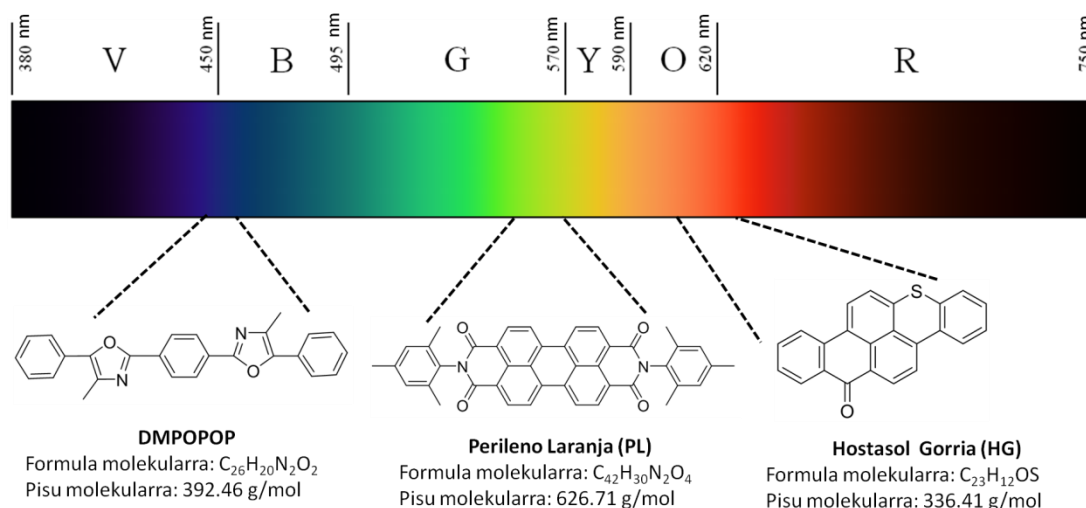 380 nm
V
450 nm
B
495 nm
G
570 nm
Y
590 nm
O
620 nm
R
750 nm
O
N
N
O
O
O
N
N
O
O
S
O
DMPOPOP
Formula molekularra: C₂₆H₂₀N₂O₂
Pisu molekularra: 392.46 g/mol
Perileno Laranja (PL)
Formula molekularra: C₄₂H₃₀N₂O₄
Pisu molekularra: 626.71 g/mol
Hostasol Gorria (HG)
Formula molekularra: C₂₃H₁₂OS
Pisu molekularra: 336.41 g/mol